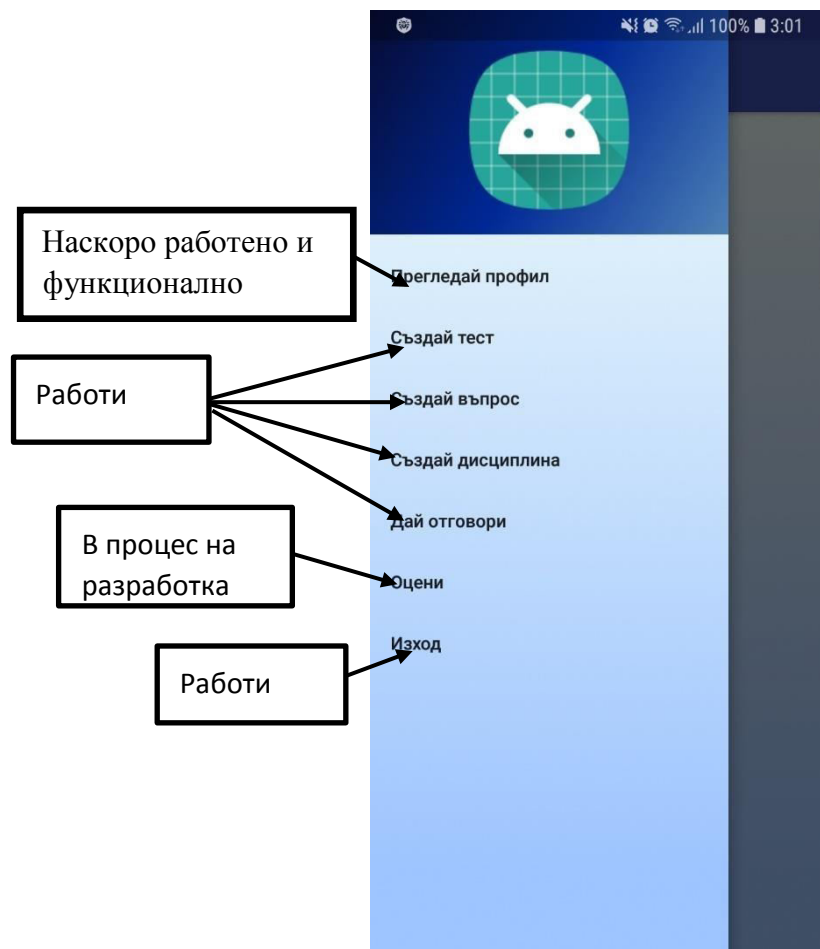 100% 3:01
Наскоро работено и
функционално
Прегледай профил
Създай тест
Работи
Създай въпрос
Създай дисциплина
Дай отговори
В процес на
разработка
Оцени
Изход
Работи